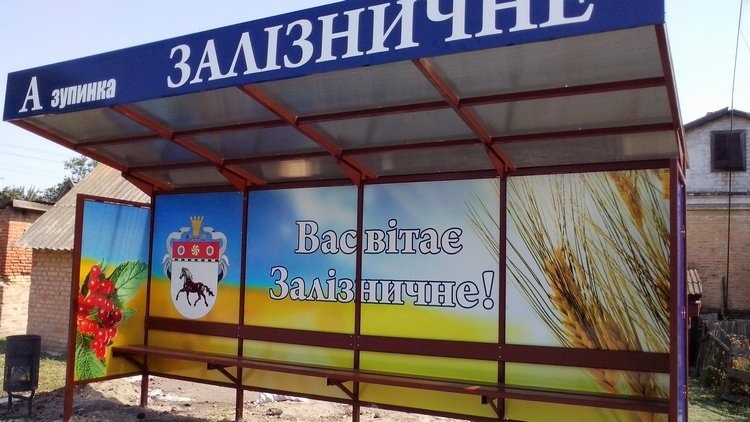 ЗАЛІЗНИЧНЕ
А зупинка
Вас вітає
Залізничне!